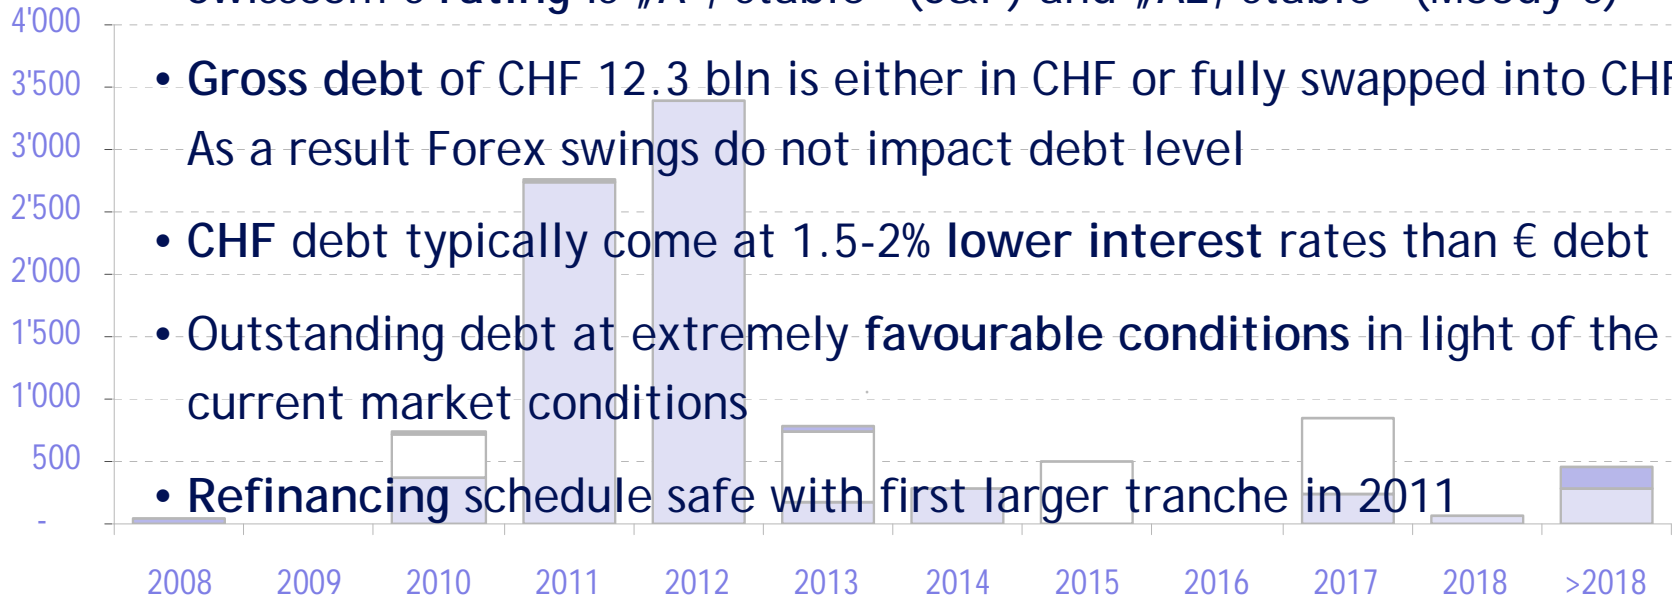 rating is
4'000
3'500
• Gross debt of CHF 12.3 bln is either in CHF or fully swapped into CHF
3'000
As a result Forex swings do not impact debt level
2'500
• CHF debt typically come at 1.5-2% lower interest rates than € debt
2'000
1'500
• Outstanding debt at extremely favourable conditions in light of the
1'000
current market conditions
500
• Refinancing schedule safe with first larger tranche in 2011
-
2008 2009 2010 2011 2012 2013 2014 2015 2016 2017 2018 >2018